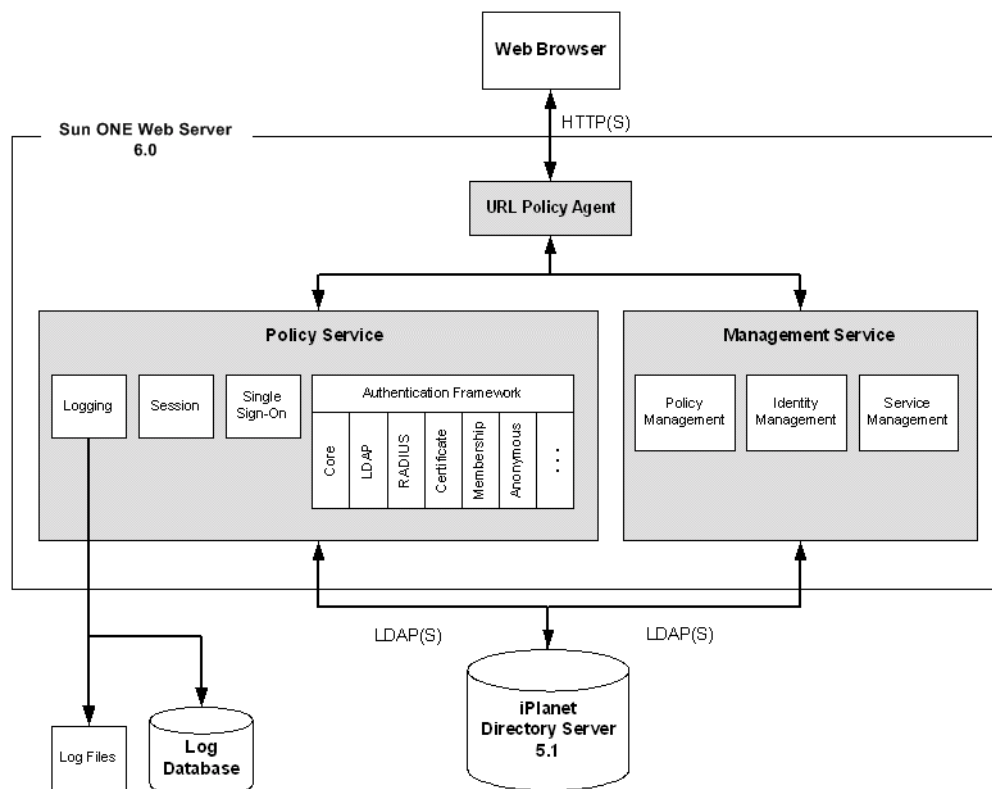 Web Browser
HTTP(S)
Sun ONE Web Server
6.0
URL Policy Agent
Policy Service
Logging
Session
Single
Sign-On
Authentication Framework
Core
LDAP
RADIUS
Certificate
Membership
Anonymous
...
Management Service
Policy
Management
Identity
Management
Service
Management
LDAP(S)
LDAP(S)
iPlanet
Directory Server
5.1
Log Files
Log
Database